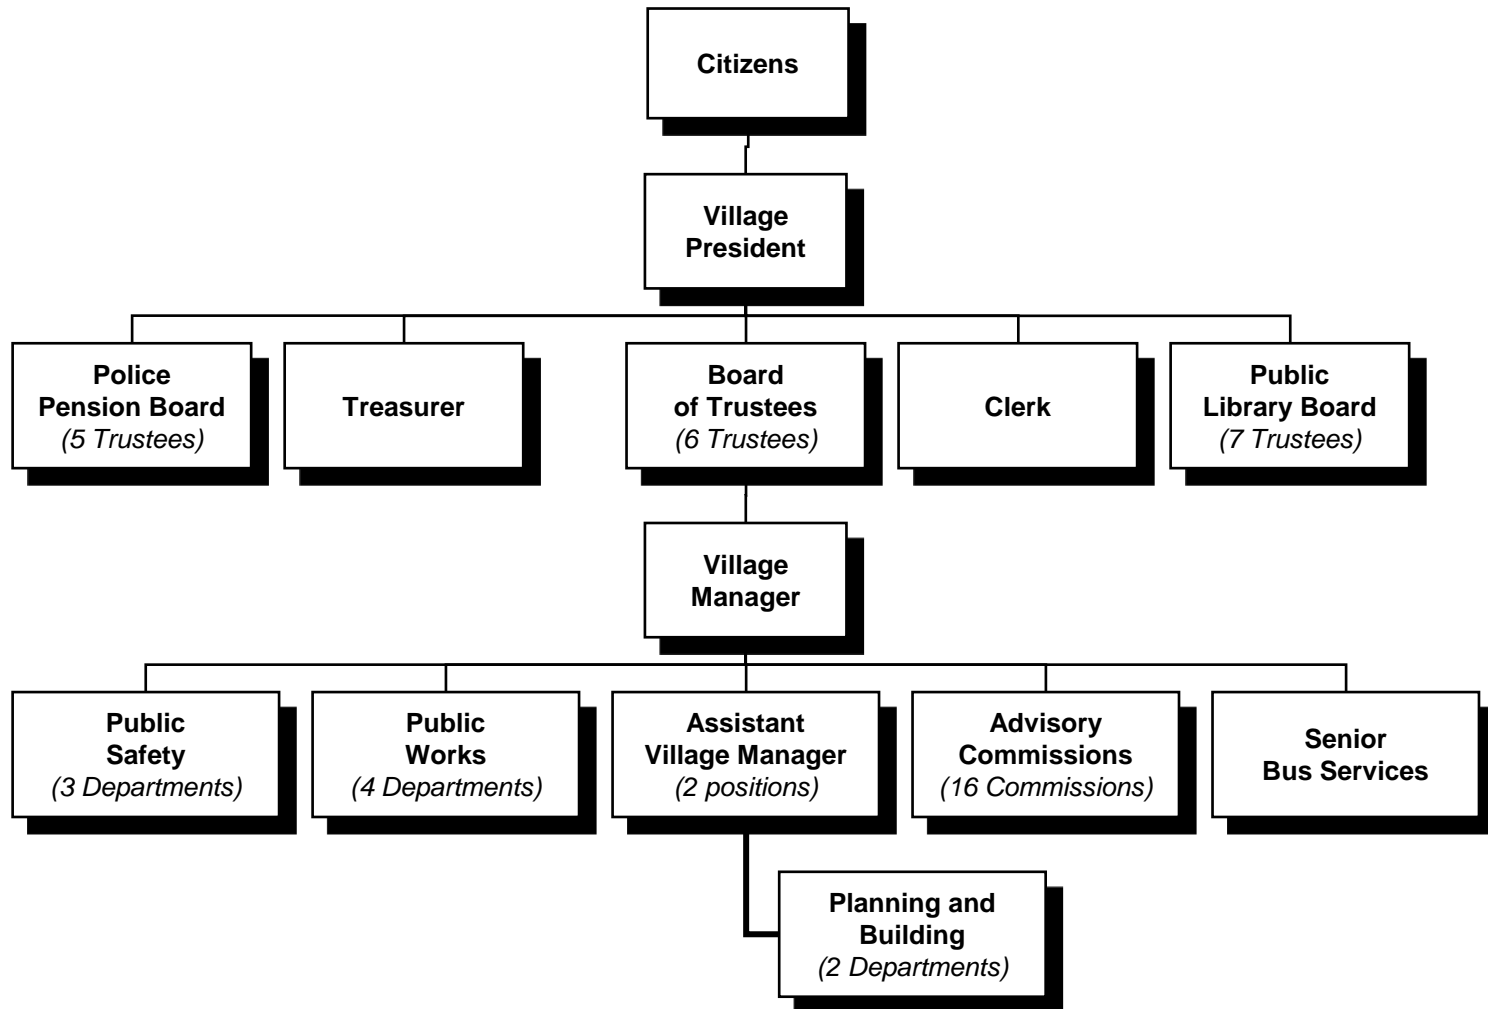 Citizens
Village
President
Police
Pension Board
(5 Trustees)
Treasurer
Board
of Trustees
(6 Trustees)
Clerk
Public
Library Board
(7 Trustees)
Village
Manager
Public
Safety
(3 Departments)
Public
Works
(4 Departments)
Assistant
Village Manager
(2 positions)
Advisory
Commissions
(16 Commissions)
Senior
Bus Services
Planning and
Building
(2 Departments)